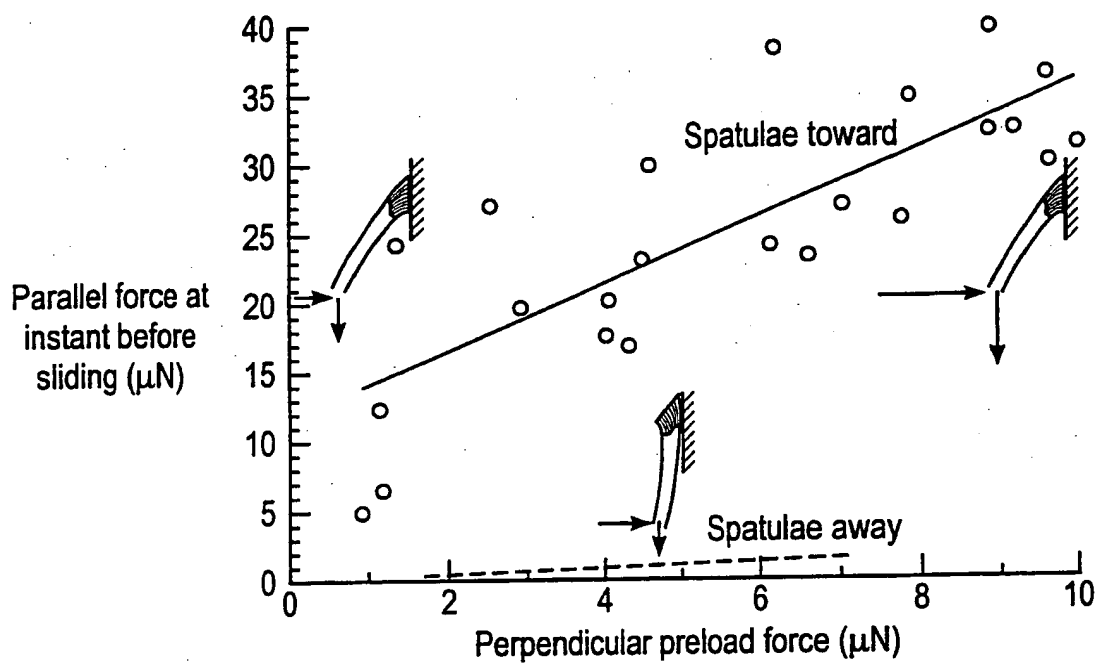 40
35
30
25
20
15
10
5
0
Parallel force at
instant before
sliding (μN)
Spatulae toward
Spatulae away
0 2 4 6 8 10
Perpendicular preload force (μN)